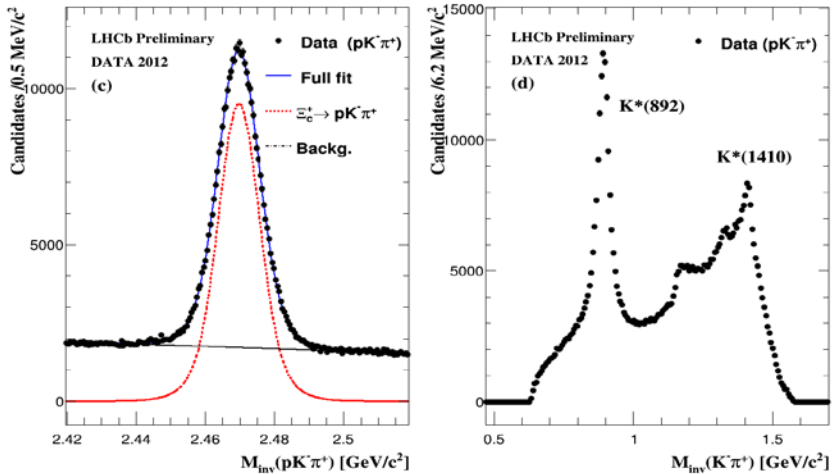 Candidates /0.5 MeV/c²
10000
5000
0
LHCb Preliminary
DATA 2012
(c)
Data (pK⁻π⁺)
Full fit
Ξc⁺→ pK⁻π⁺
Backg.
2.42
2.44
2.46
2.48
2.5
M_inv(pK⁻π⁺) [GeV/c²]
Candidates /6.2 MeV/c²
15000
10000
5000
0
LHCb Preliminary
DATA 2012
(d)
Data (pK⁻π⁺)
K*(892)
K*(1410)
0.5
1
1.5
M_inv(K⁻π⁺) [GeV/c²]